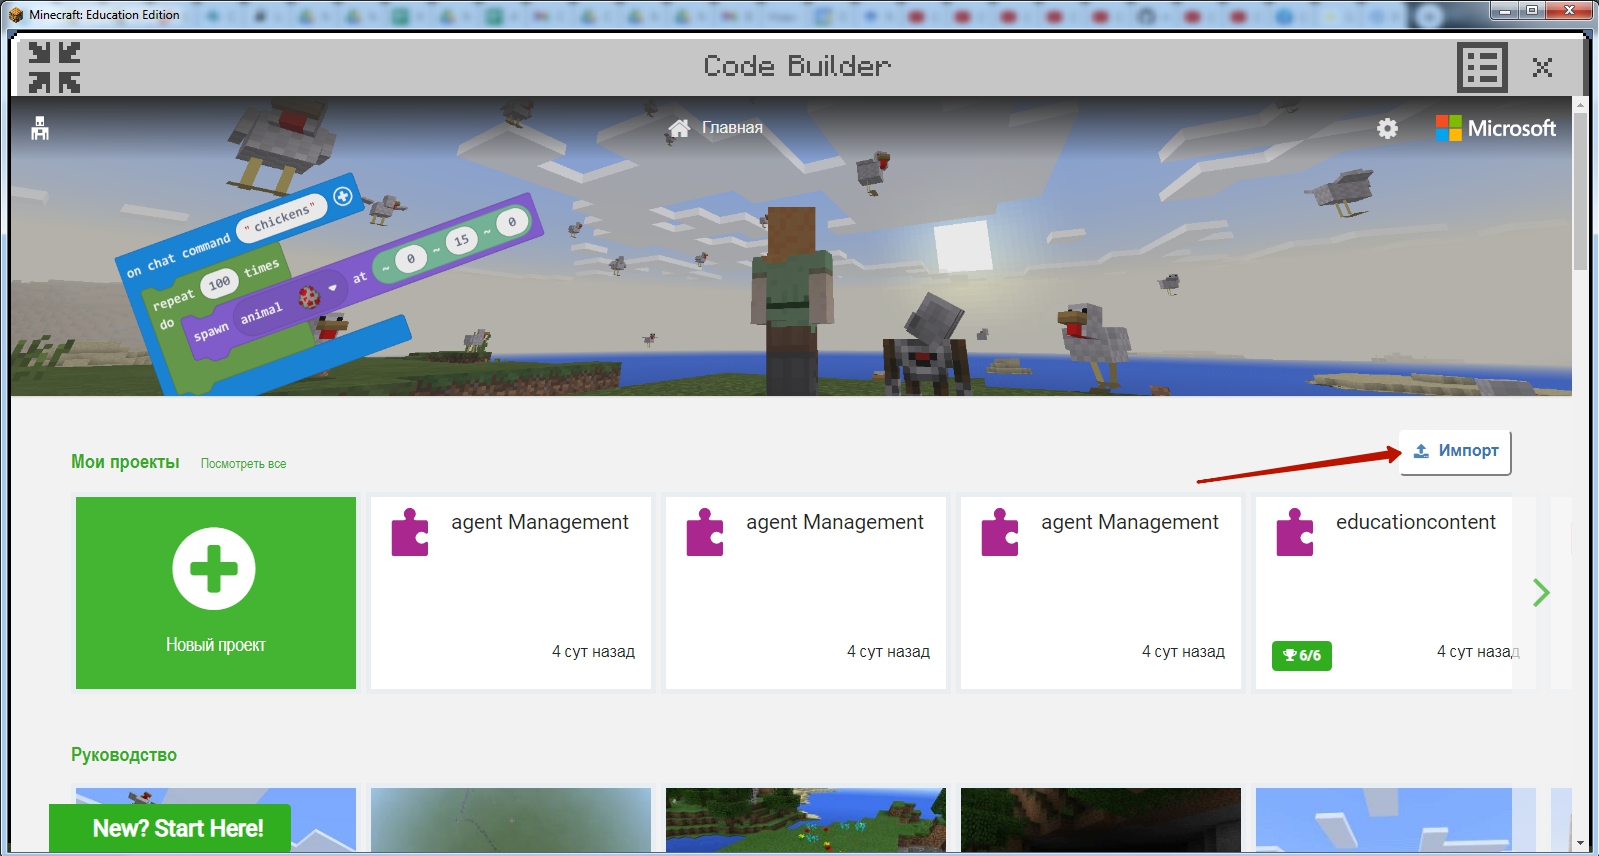 Minecraft: Education Edition
Code Builder
Главная
Microsoft
on chat command "chickens"
repeat 100 times
do
spawn animal at ~ 0 ~ 15 ~ 0
Мои проекты Посмотреть все
Импорт
Новый проект
agent Management
4 сут назад
agent Management
4 сут назад
agent Management
4 сут назад
educationcontent
6/6
4 сут назад
Руководство
New? Start Here!